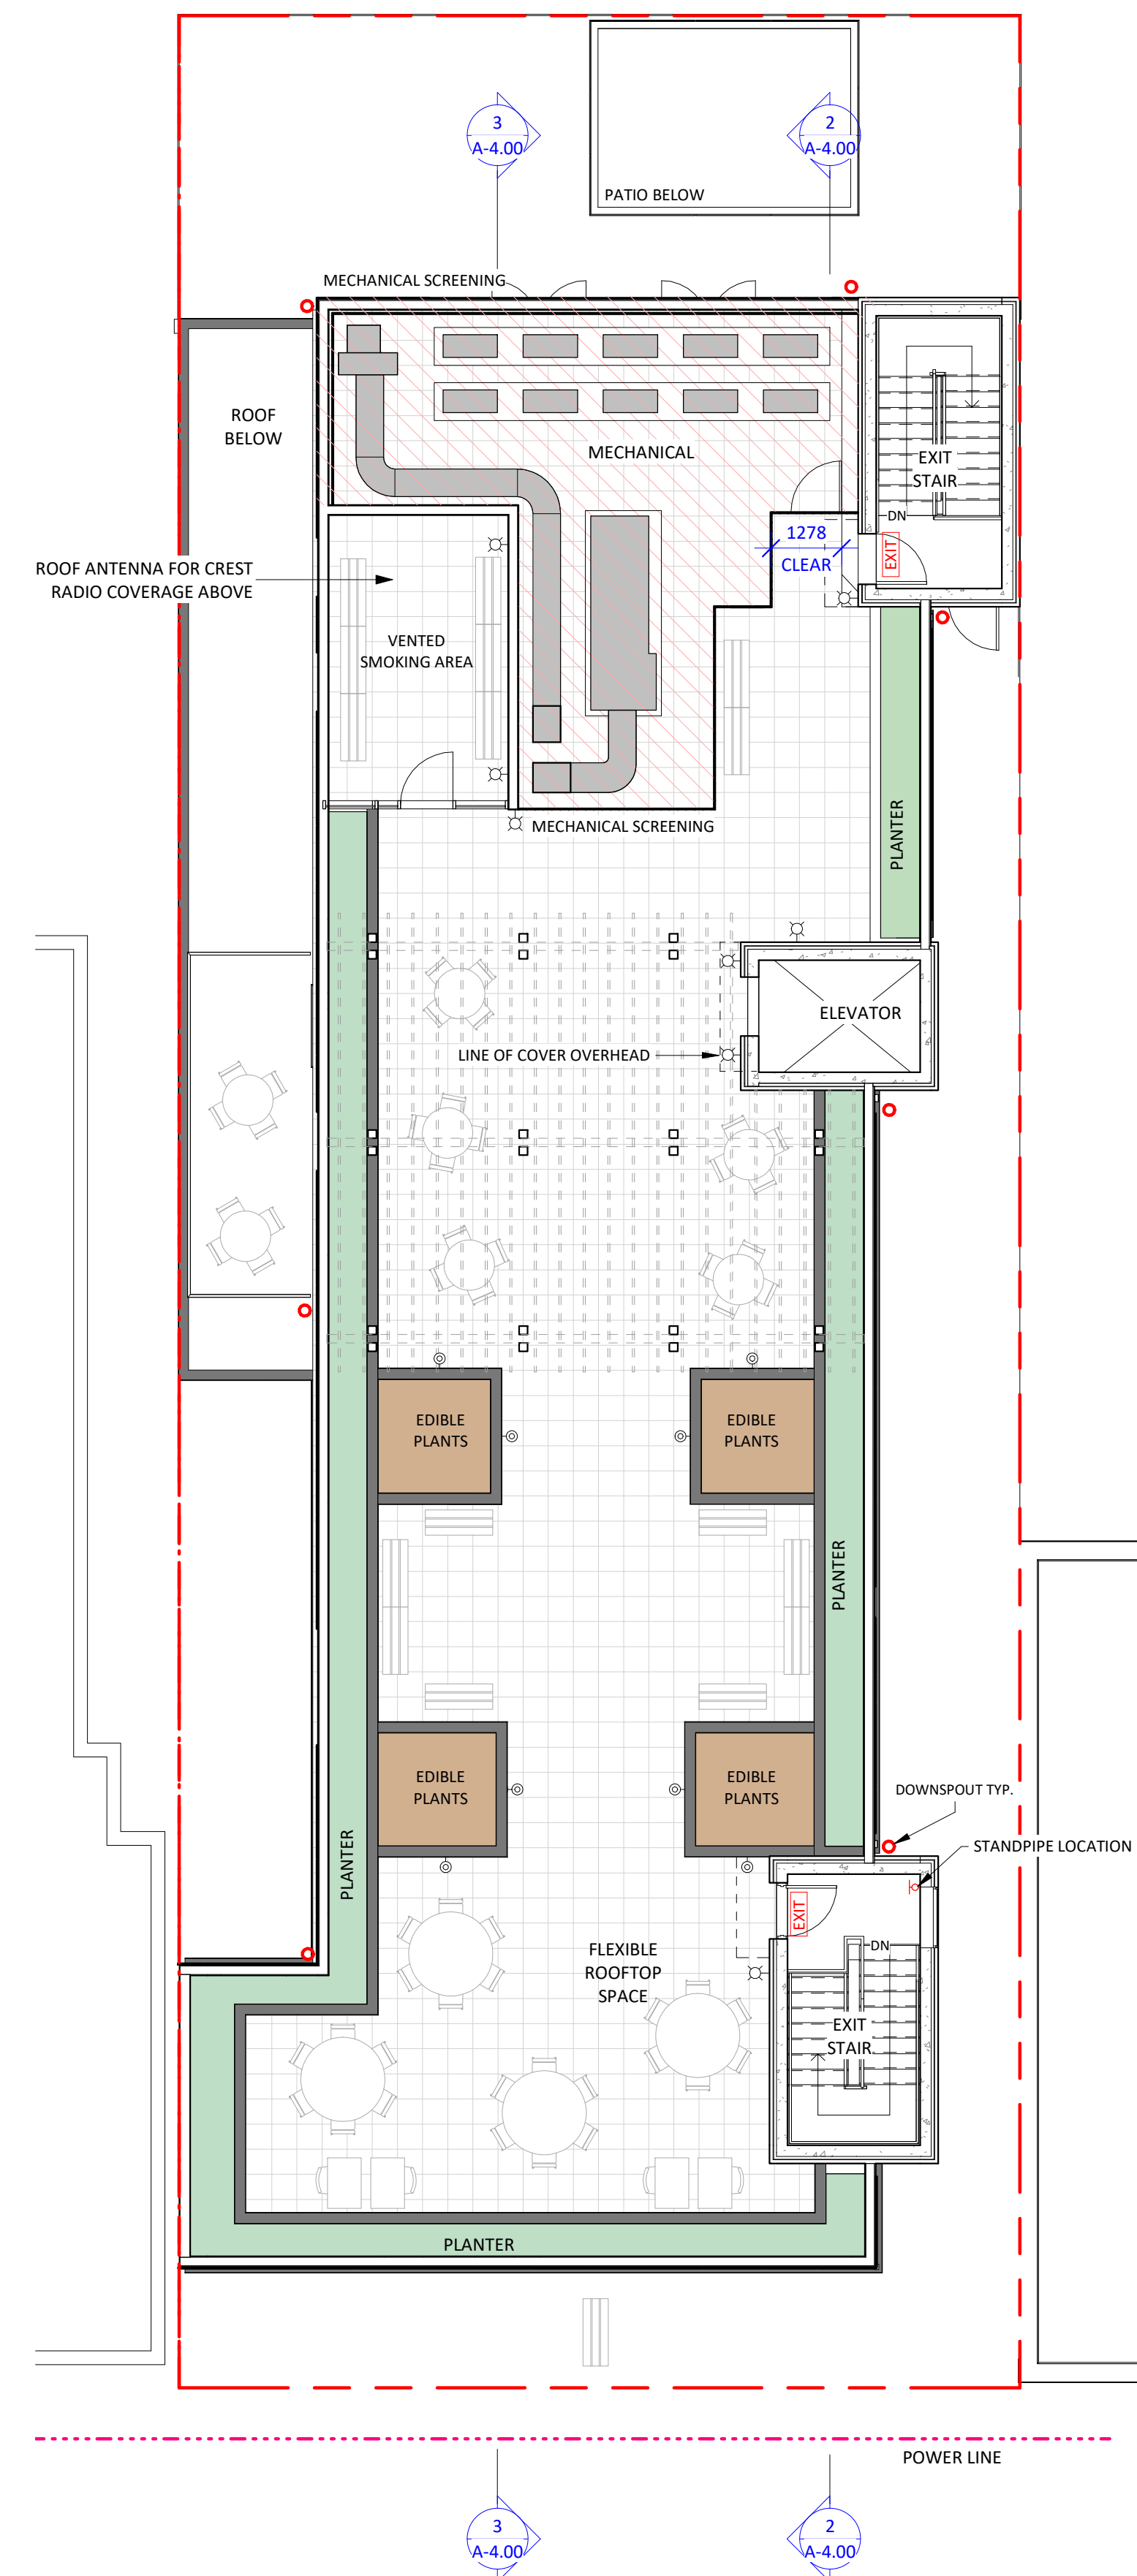 3
A-4.00
2
A-4.00
PATIO BELOW
MECHANICAL SCREENING
ROOF
BELOW
MECHANICAL
EXIT
STAIR
DN
EXIT
1278
CLEAR
ROOF ANTENNA FOR CREST
RADIO COVERAGE ABOVE
VENTED
SMOKING AREA
PLANTER
MECHANICAL SCREENING
ELEVATOR
LINE OF COVER OVERHEAD
EDIBLE
PLANTS
EDIBLE
PLANTS
PLANTER
EDIBLE
PLANTS
EDIBLE
PLANTS
DOWNSPOUT TYP.
STANDPIPE LOCATION
PLANTER
EXIT
DN
FLEXIBLE
ROOFTOP
SPACE
EXIT
STAIR
PLANTER
POWER LINE
3
A-4.00
2
A-4.00